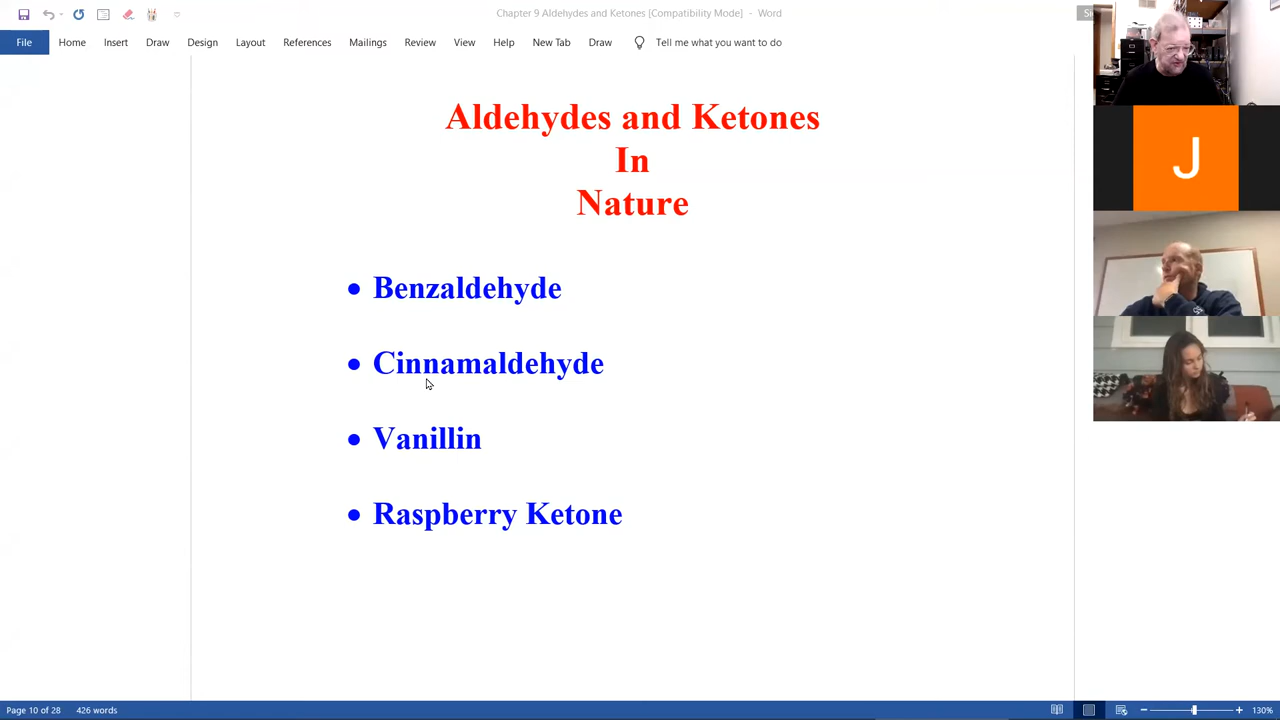 Chapter 9 Aldehydes and Ketones [Compatibility Mode] - Word
File Home Insert Draw Design Layout References Mailings Review View Help New Tab Draw Tell me what you want to do
Aldehydes and Ketones
In
Nature
• Benzaldehyde
• Cinnamaldehyde
• Vanillin
• Raspberry Ketone
J
Page 10 of 28 426 words
130%